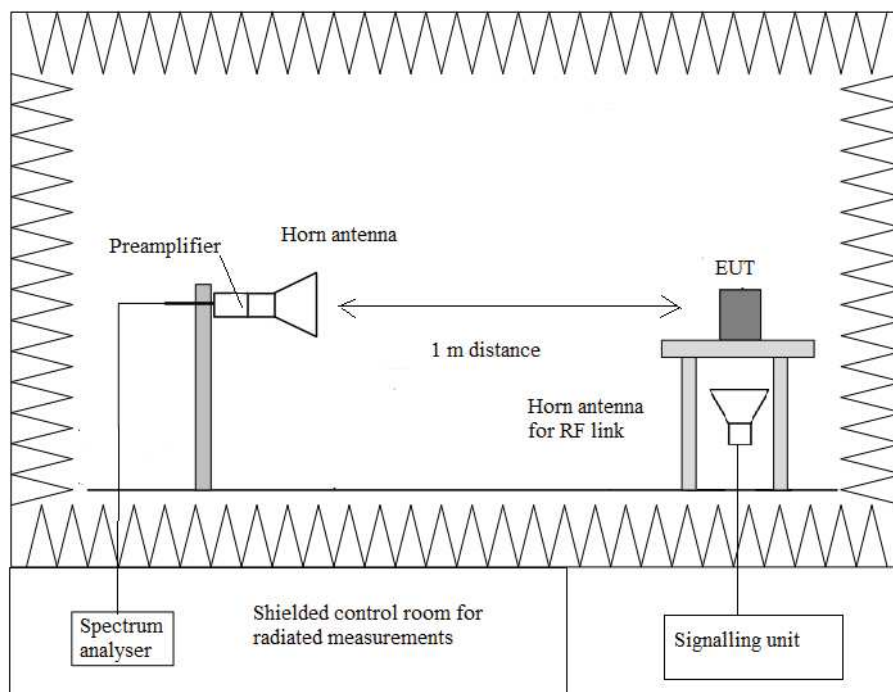 Horn antenna
Preamplifier
EUT
1 m distance
Horn antenna
for RF link
Spectrum
analyser
Shielded control room for
radiated measurements
Signalling unit